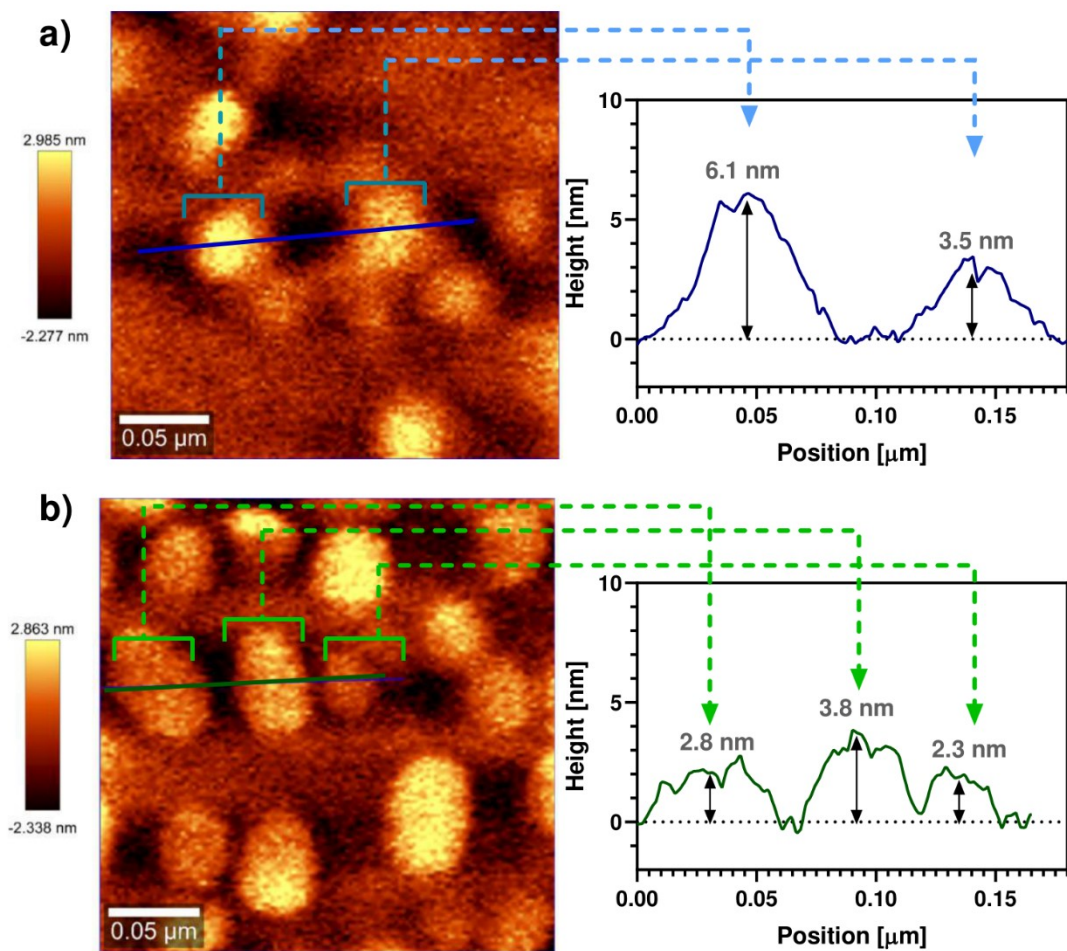 a)
2.985 nm
-2.277 nm
0.05 µm
Height [nm]
10
5
0
6.1 nm
3.5 nm
0.00 0.05 0.10 0.15
Position [µm]
b)
2.863 nm
-2.338 nm
0.05 µm
Height [nm]
10
5
0
2.8 nm
3.8 nm
2.3 nm
0.00 0.05 0.10 0.15
Position [µm]